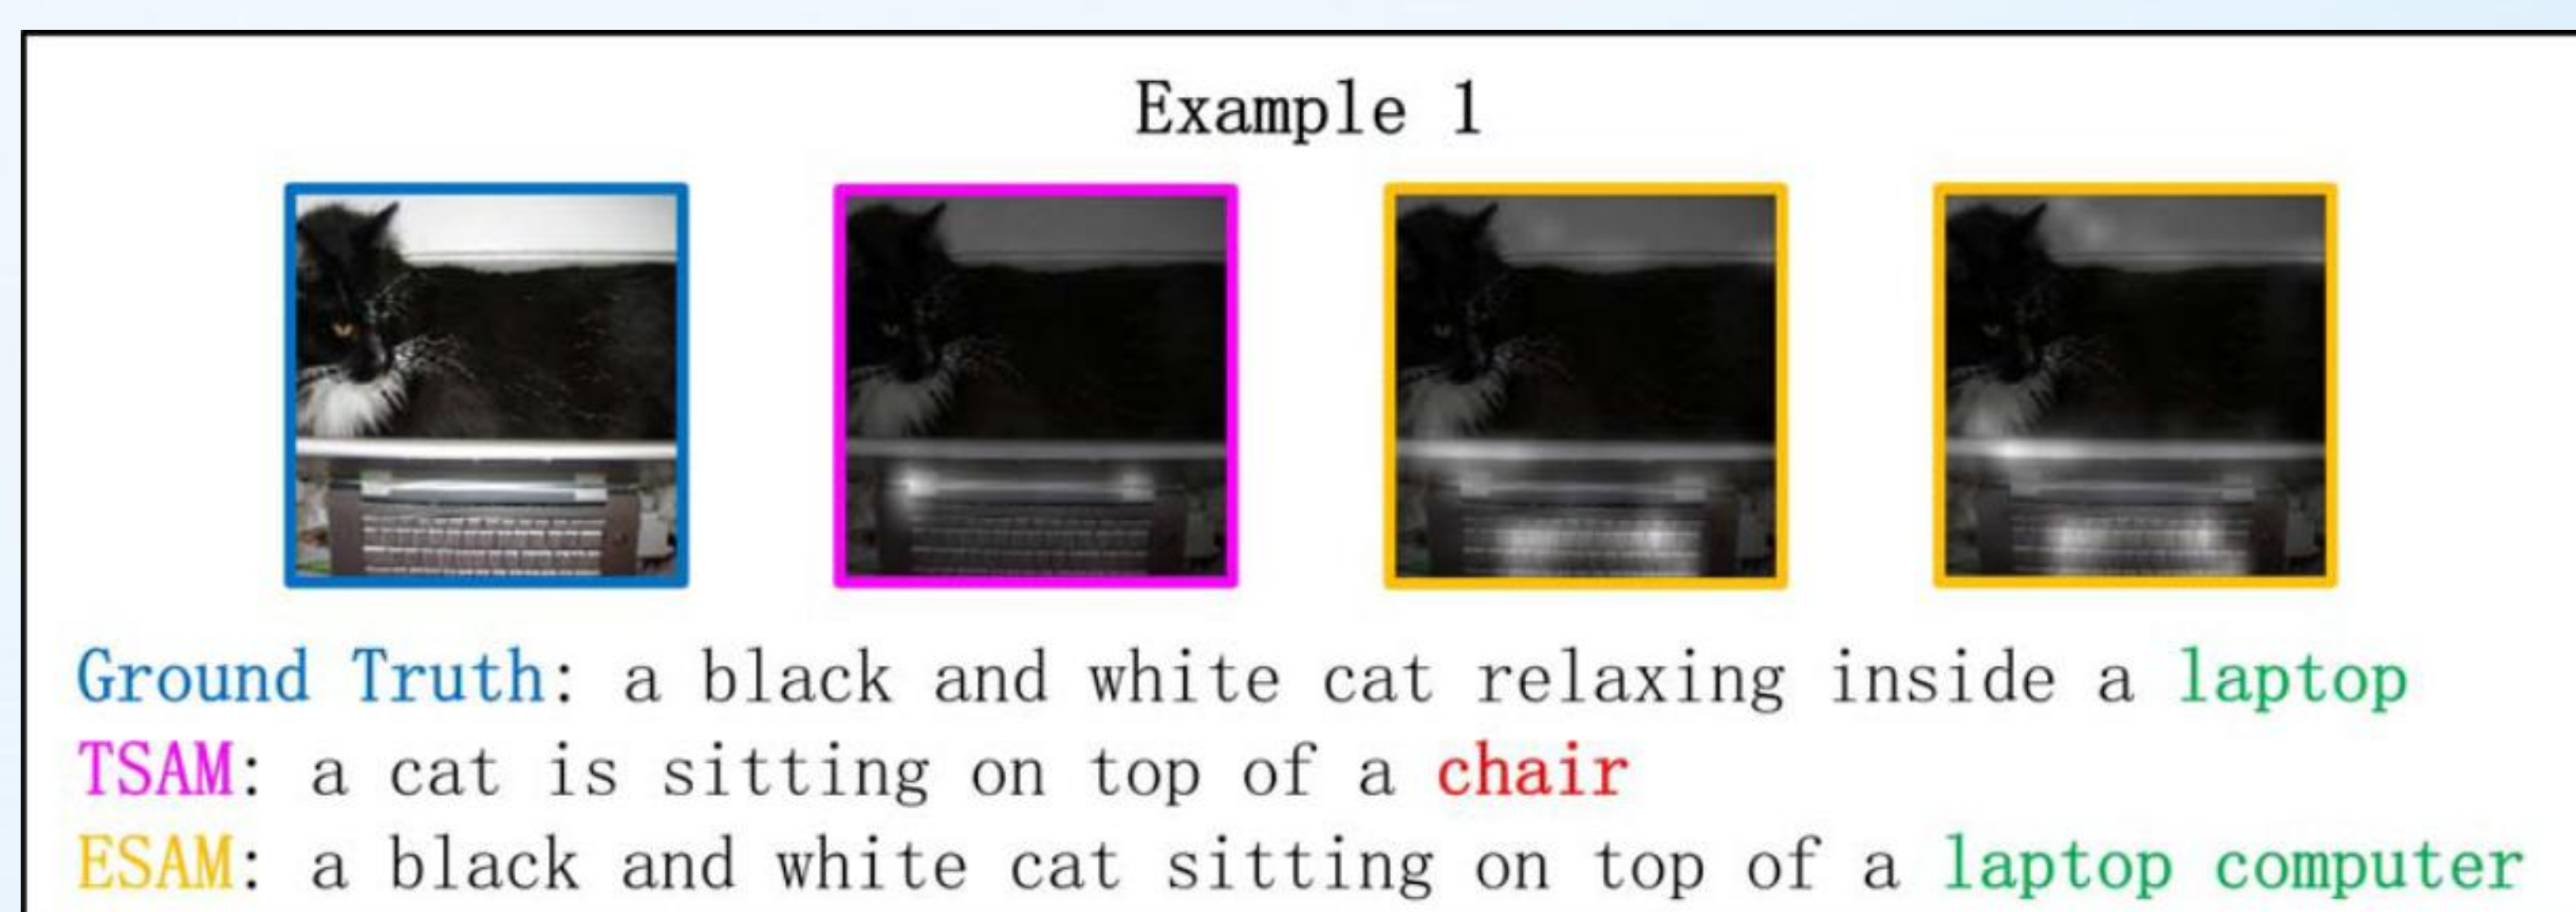 Example 1
Ground Truth: a black and white cat relaxing inside a laptop
TSAM: a cat is sitting on top of a chair
ESAM: a black and white cat sitting on top of a laptop computer